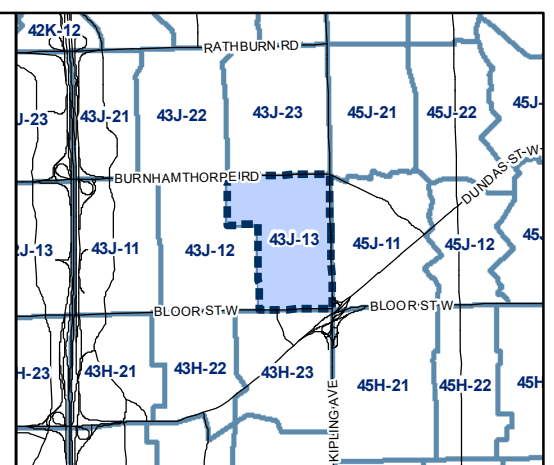 42K-12
RATHBURN RD
J-23
43J-21
43J-22
43J-23
45J-21
45J-22
45J-
DUNDAS ST W
BURNHAMTHORPE RD
J-13
43J-11
43J-12
43J-13
45J-11
45J-12
45J
BLOOR ST W
BLOOR ST W
H-23
43H-21
43H-22
43H-23
45H-21
45H-22
45H
KIPLING AVE